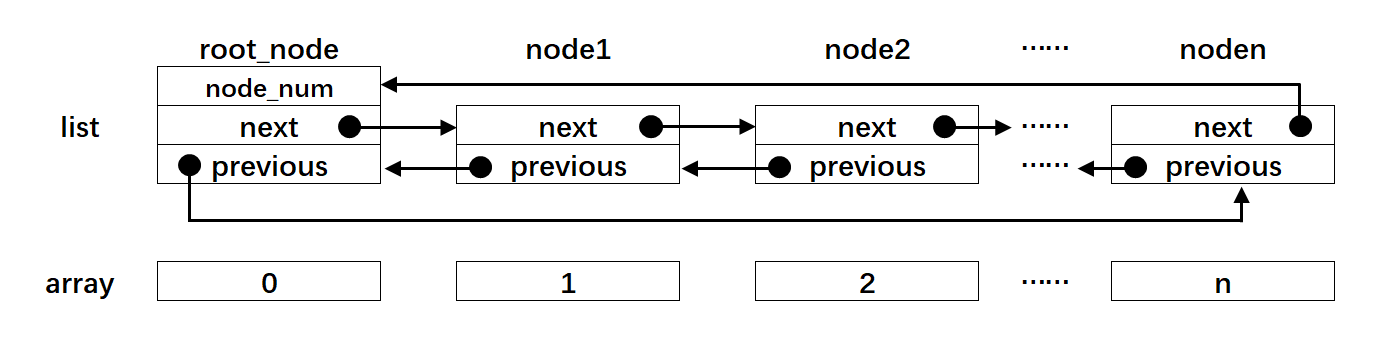 root_node node1 node2 …… noden
node_num
list next next next …… next
previous previous previous …… previous
array 0 1 2 …… n